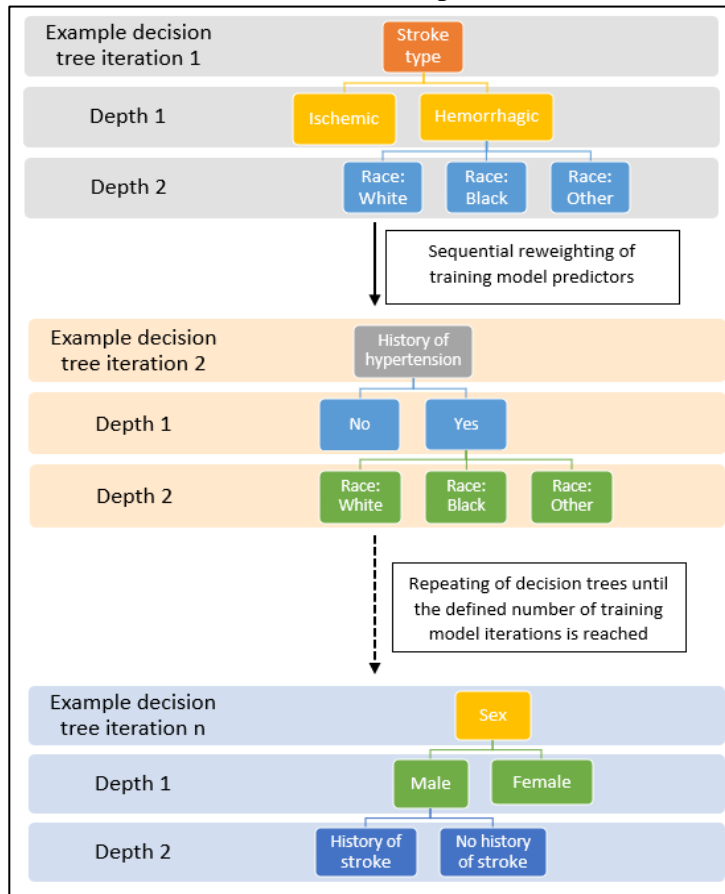 Example decision
tree iteration 1
Stroke
type
Depth 1
Ischemic
Hemorrhagic
Depth 2
Race:
White
Race:
Black
Race:
Other
Sequential reweighting of
training model predictors
Example decision
tree iteration 2
History of
hypertension
Depth 1
No
Yes
Depth 2
Race:
White
Race:
Black
Race:
Other
Repeating of decision trees until
the defined number of training
model iterations is reached
Example decision
tree iteration n
Sex
Depth 1
Male
Female
Depth 2
History of
stroke
No history
of stroke